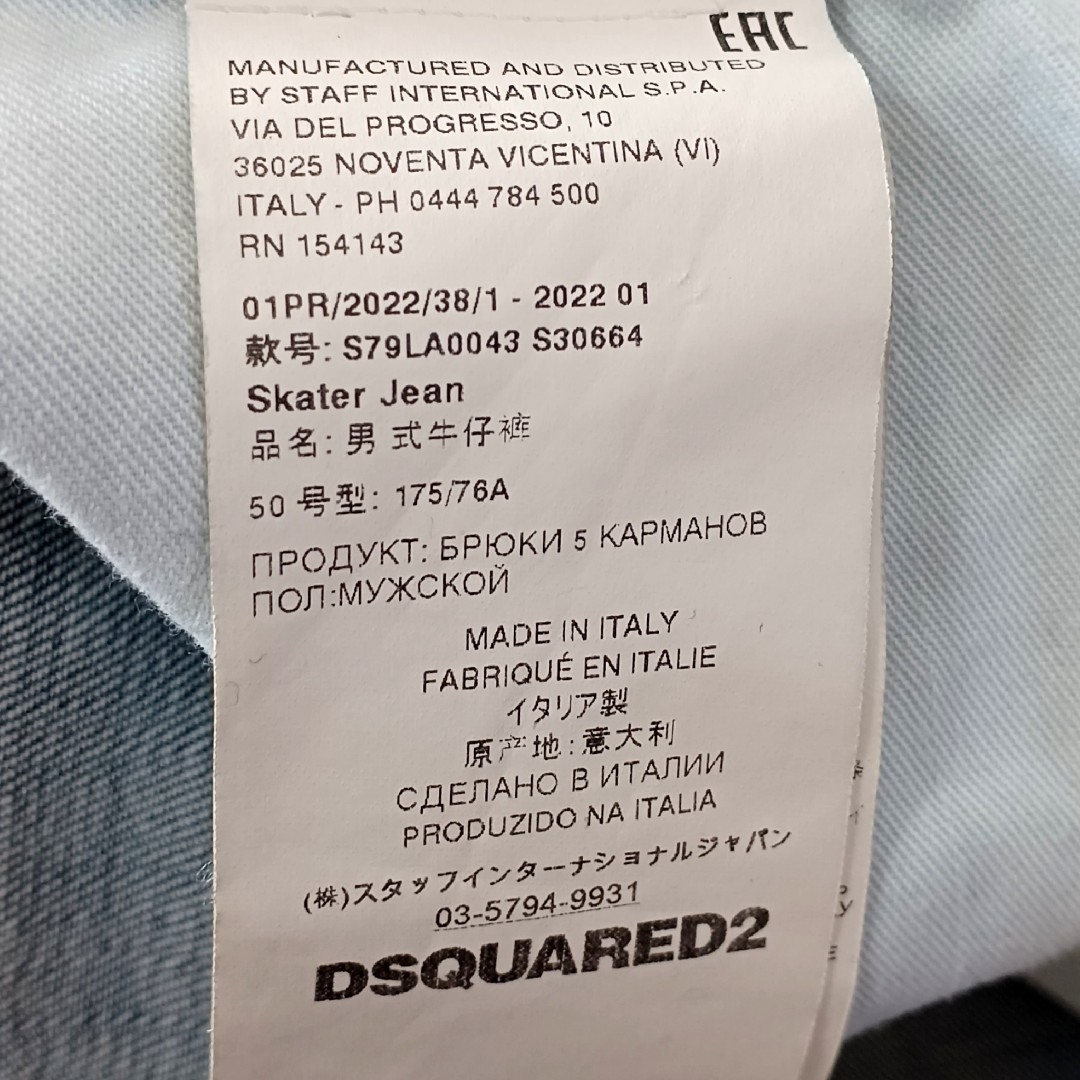 EAC
MANUFACTURED AND DISTRIBUTED
BY STAFF INTERNATIONAL S.P.A.
VIA DEL PROGRESSO, 10
36025 NOVENTA VICENTINA (VI)
ITALY - PH 0444 784 500
RN 154143
01PR/2022/38/1 - 2022 01
款号: S79LA0043 S30664
Skater Jean
品名: 男 式牛仔裤
50 号型: 175/76A
ПРОДУКТ: БРЮКИ 5 КАРМАНОВ
ПОЛ:МУЖСКОЙ
MADE IN ITALY
FABRIQUÉ EN ITALIE
イタリア製
原产地:意大利
СДЕЛАНО В ИТАЛИИ
PRODUZIDO NA ITALIA
(株)スタッフインターナショナルジャパン
03-5794-9931
DSQUARED2